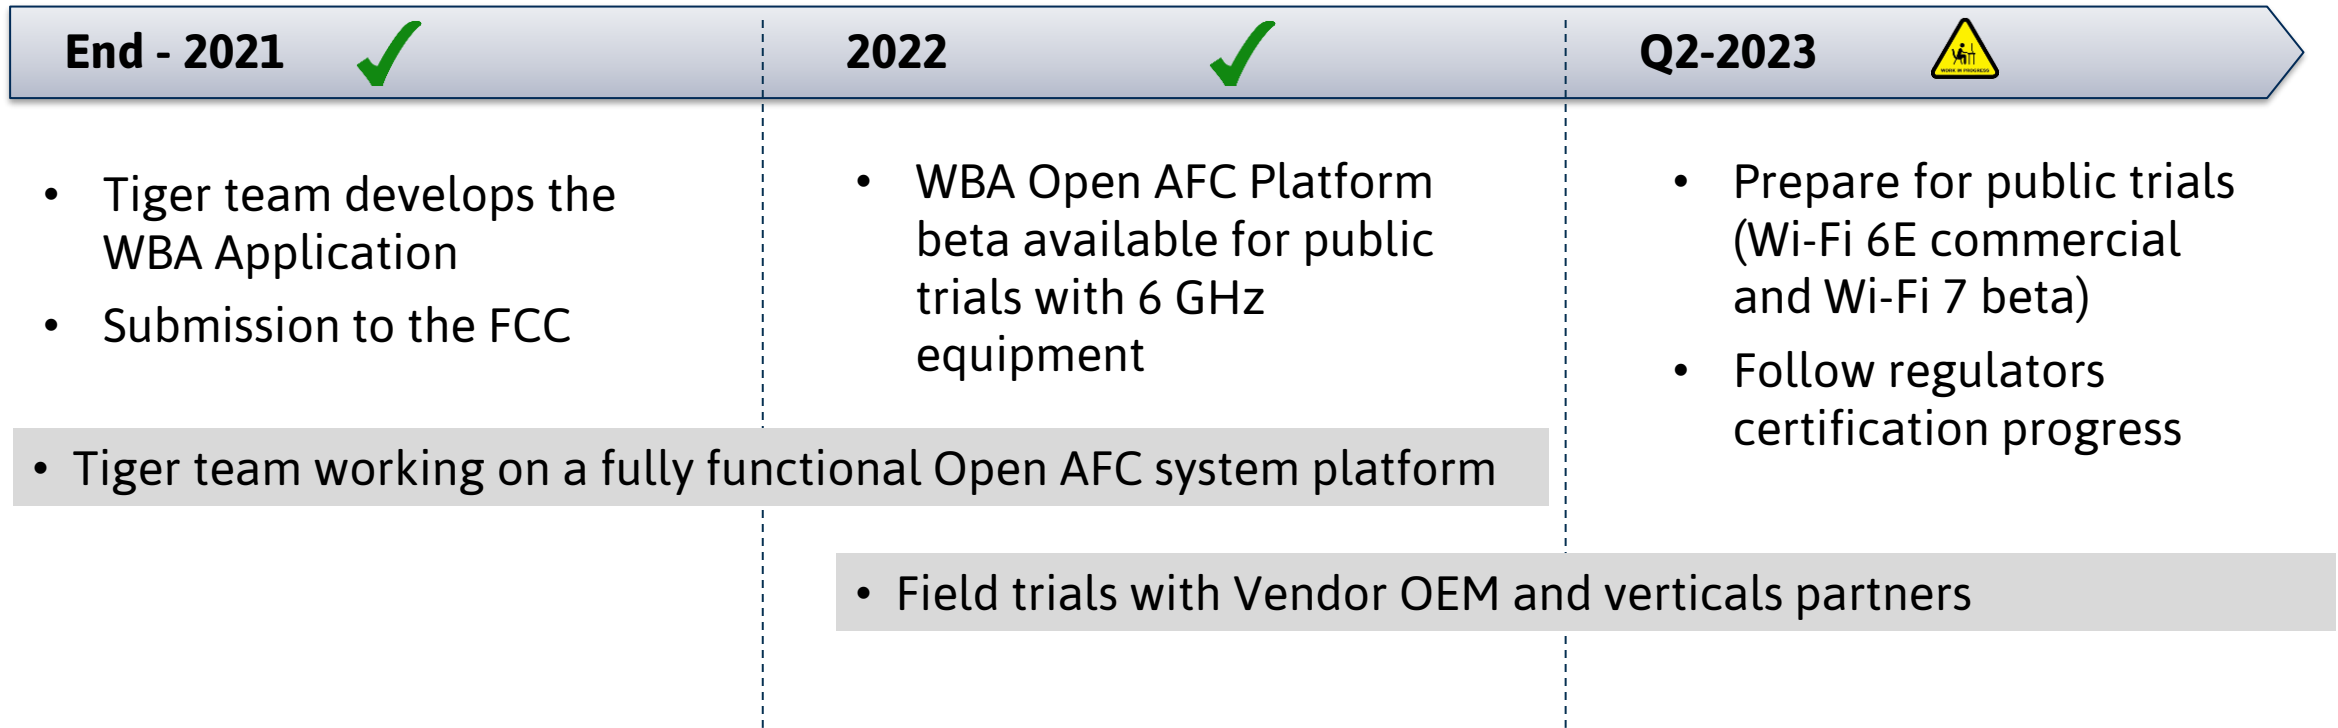 End - 2021
2022
Q2-2023
WORK IN PROGRESS
• Tiger team develops the
WBA Application
• Submission to the FCC
• WBA Open AFC Platform
beta available for public
trials with 6 GHz
equipment
• Prepare for public trials
(Wi-Fi 6E commercial
and Wi-Fi 7 beta)
• Follow regulators
certification progress
• Tiger team working on a fully functional Open AFC system platform
• Field trials with Vendor OEM and verticals partners